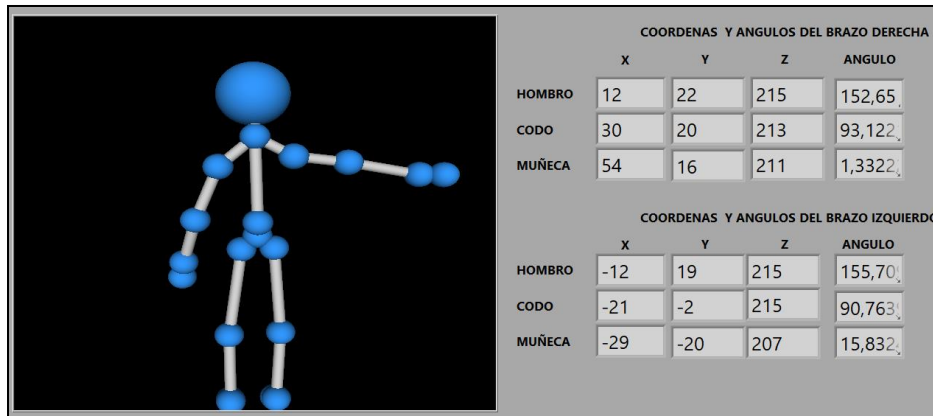 COORDENAS Y ANGULOS DEL BRAZO DERECHA
X Y Z ANGULO
HOMBRO 12 22 215 152,65
CODO 30 20 213 93,122
MUÑECA 54 16 211 1,3322
COORDENAS Y ANGULOS DEL BRAZO IZQUIERDO
X Y Z ANGULO
HOMBRO -12 19 215 155,70
CODO -21 -2 215 90,763
MUÑECA -29 -20 207 15,832